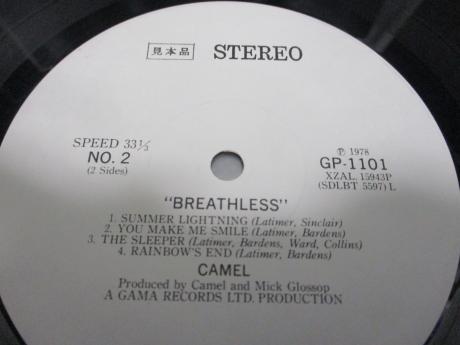 見本品 STEREO
SPEED 33 1/3
NO. 2
(2 Sides)
Ⓟ 1978
GP-1101
XZAL. 15943P
(SDLBT 5597) L
"BREATHLESS"
1. SUMMER LIGHTNING (Latimer, Sinclair)
2. YOU MAKE ME SMILE (Latimer, Bardens)
3. THE SLEEPER (Latimer, Bardens, Ward, Collins)
4. RAINBOW'S END (Latimer, Bardens)
CAMEL
Produced by Camel and Mick Glossop
A GAMA RECORDS LTD. PRODUCTION